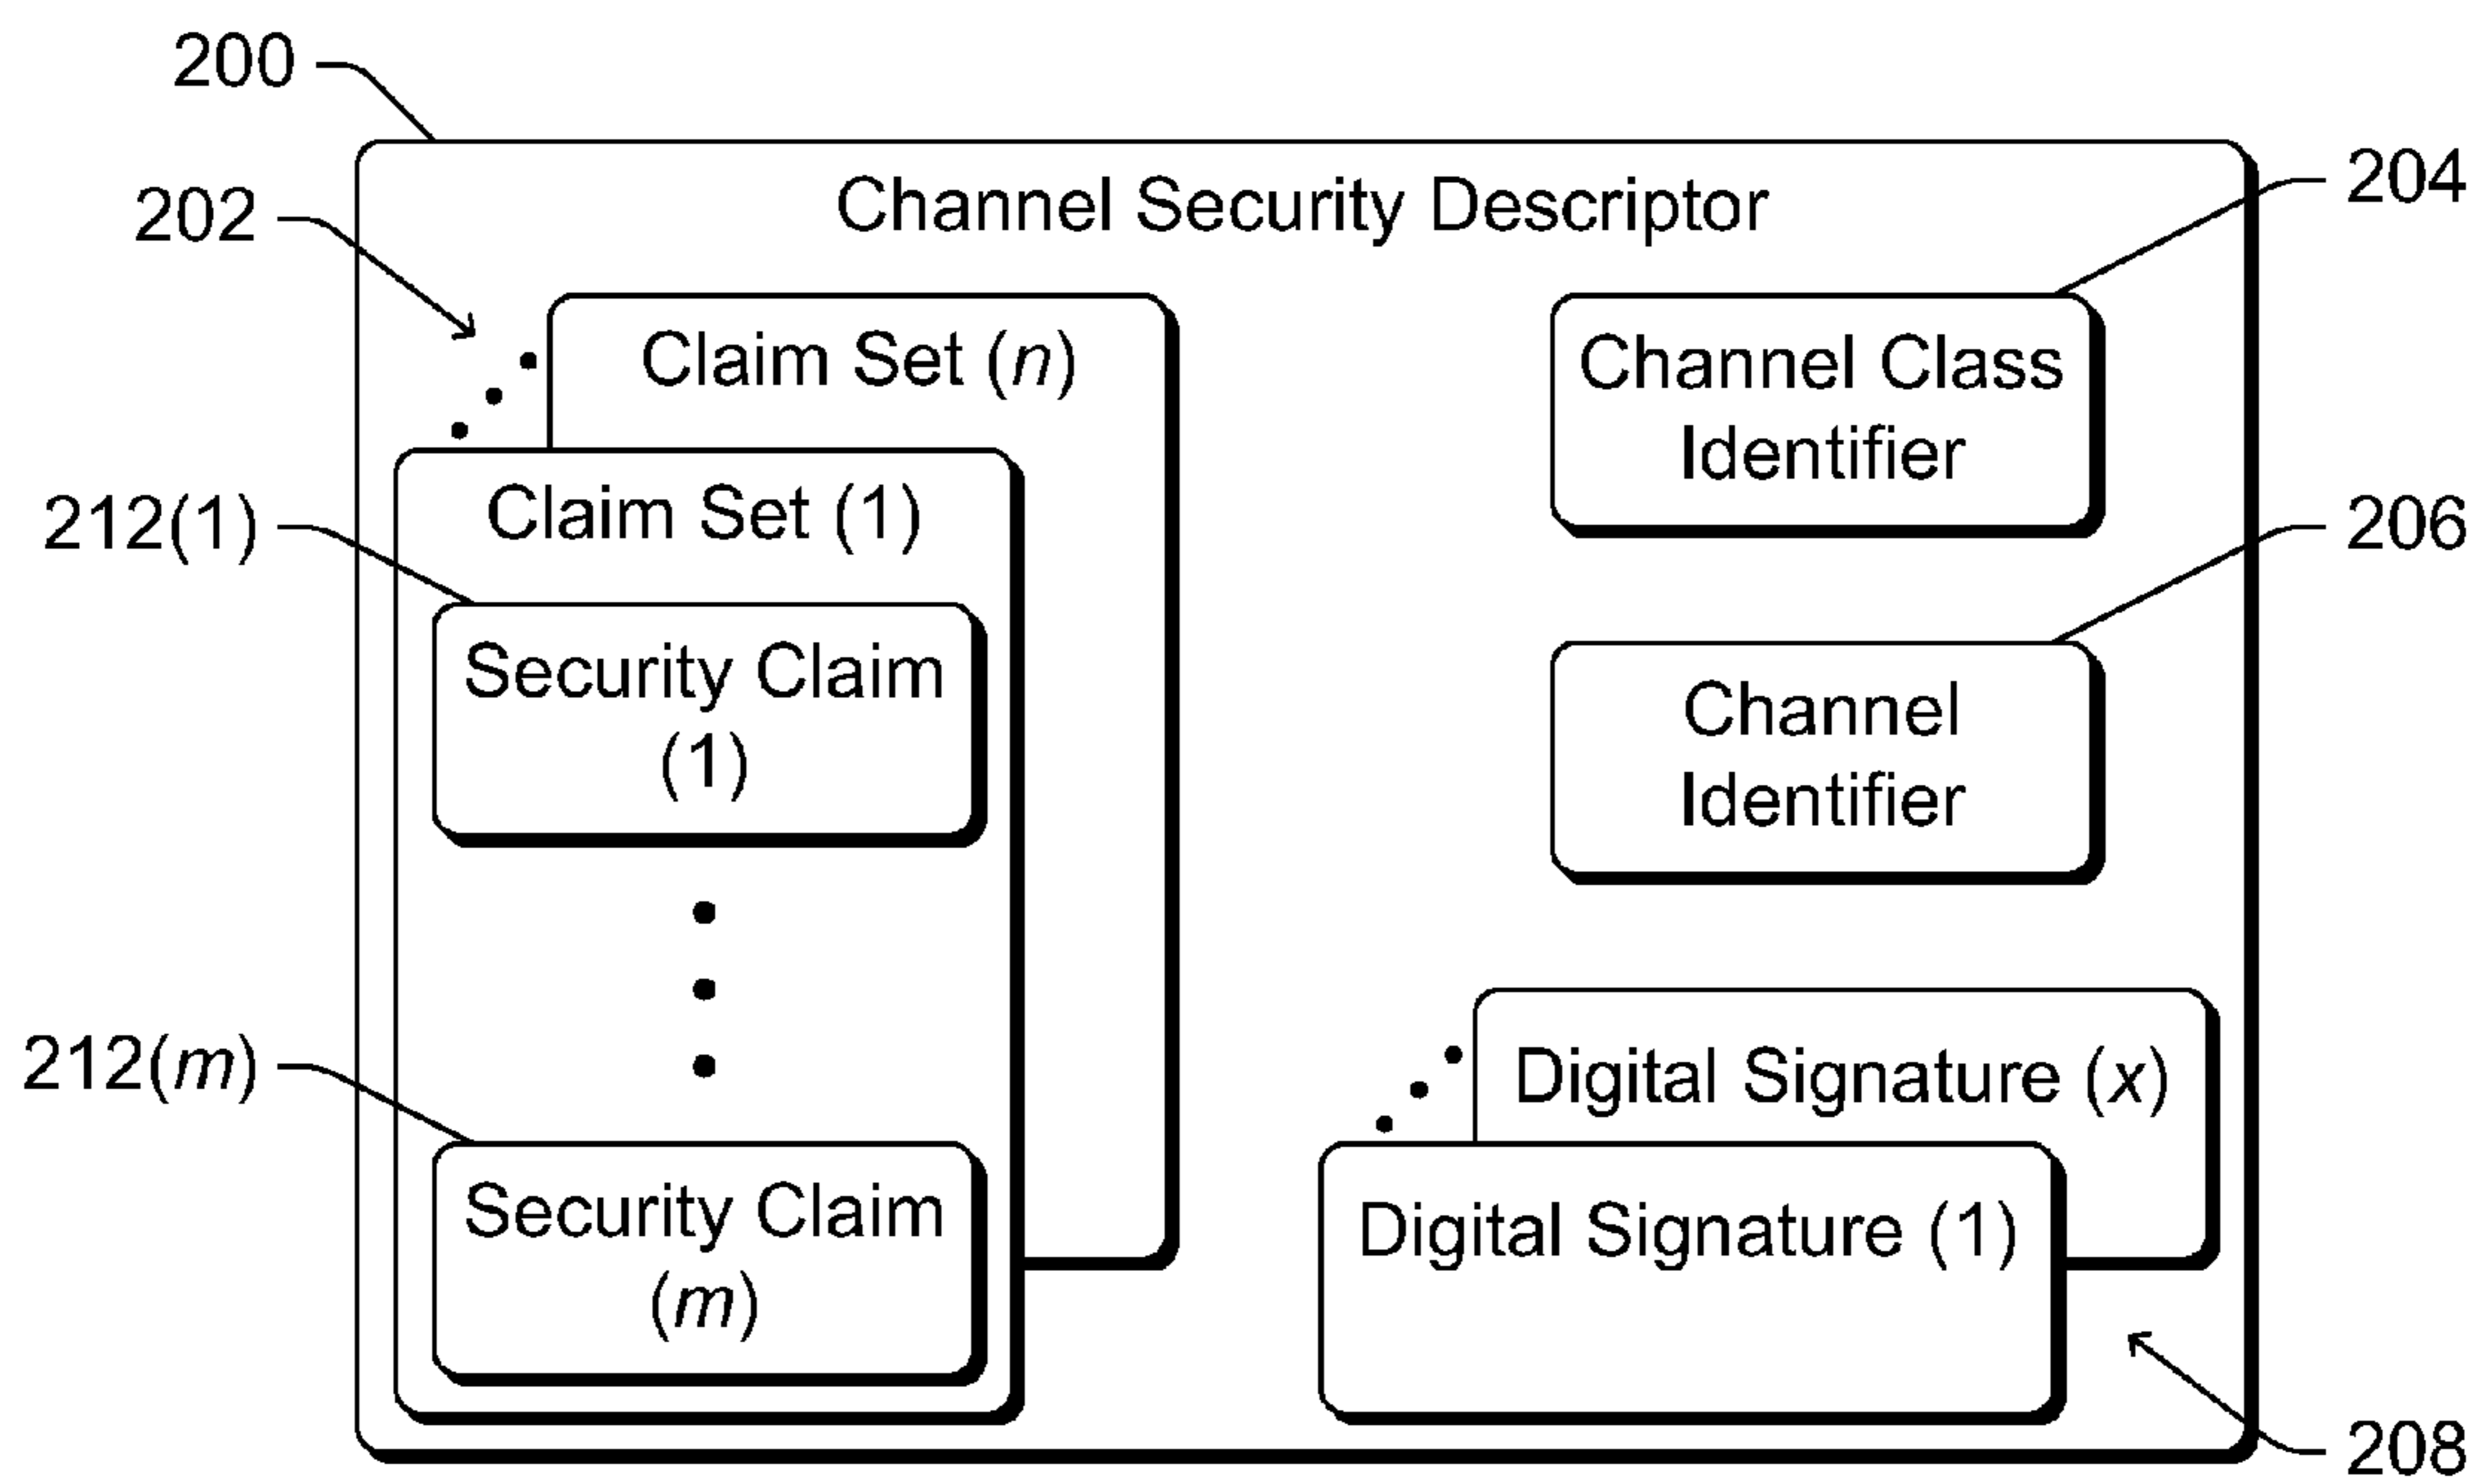 200
204
Channel Security Descriptor
202
Claim Set (n)
Channel Class
Identifier
Claim Set (1)
212(1)
206
Security Claim
(1)
Channel
Identifier
212(m)
Digital Signature (x)
Security Claim
(m)
Digital Signature (1)
208